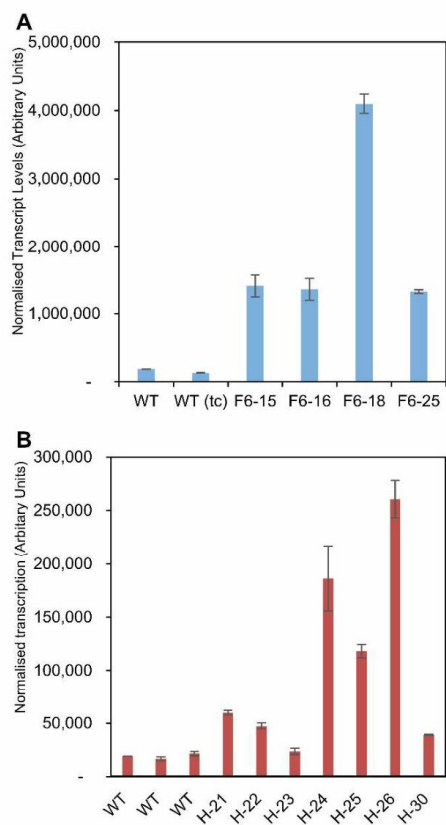 A
Normalised Transcript Levels (Arbitrary Units)
5,000,000
4,000,000
3,000,000
2,000,000
1,000,000
-
WT WT (tc) F6-15 F6-16 F6-18 F6-25
B
Normalised transcription (Arbitary Units)
300,000
250,000
200,000
150,000
100,000
50,000
-
WT WT WT H-21 H-22 H-23 H-24 H-25 H-26 H-30